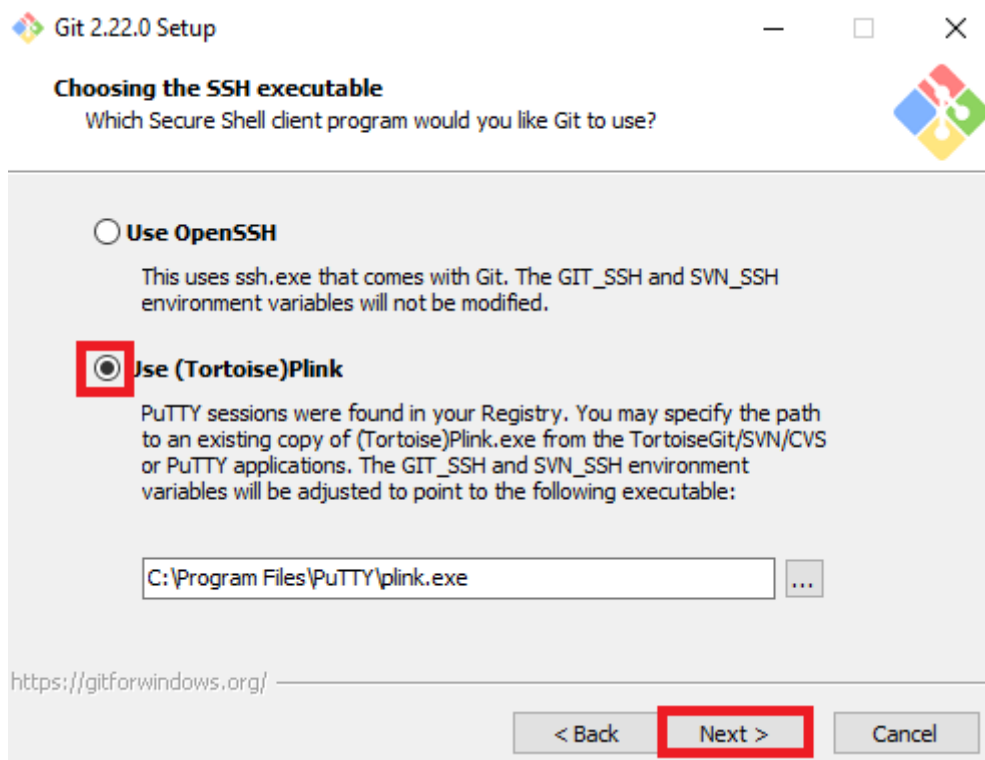 Git 2.22.0 Setup
Choosing the SSH executable
Which Secure Shell client program would you like Git to use?
Use OpenSSH
This uses ssh.exe that comes with Git. The GIT_SSH and SVN_SSH
environment variables will not be modified.
Use (Tortoise)Plink
PuTTY sessions were found in your Registry. You may specify the path
to an existing copy of (Tortoise)Plink.exe from the TortoiseGit/SVN/CVS
or PuTTY applications. The GIT_SSH and SVN_SSH environment
variables will be adjusted to point to the following executable:
C:\Program Files\PuTTY\plink.exe
...
https://gitforwindows.org/
< Back
Next >
Cancel